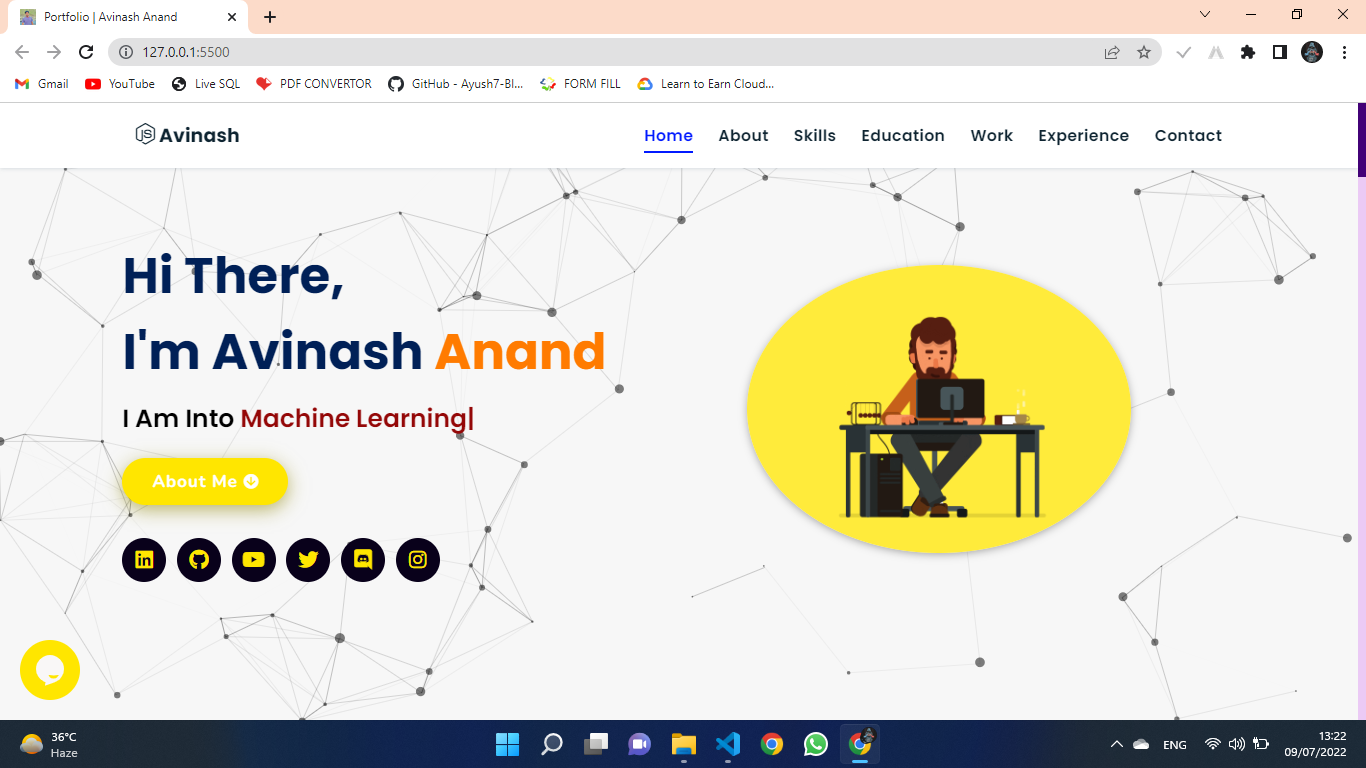 Portfolio | Avinash Anand
127.0.0.1:5500
Gmail
YouTube
Live SQL
PDF CONVERTOR
GitHub - Ayush7-Bl...
FORM FILL
Learn to Earn Cloud...
JS Avinash
Home
About
Skills
Education
Work
Experience
Contact
Hi There,
I'm Avinash Anand
I Am Into Machine Learning|
About Me
36°C
Haze
ENG
13:22
09/07/2022